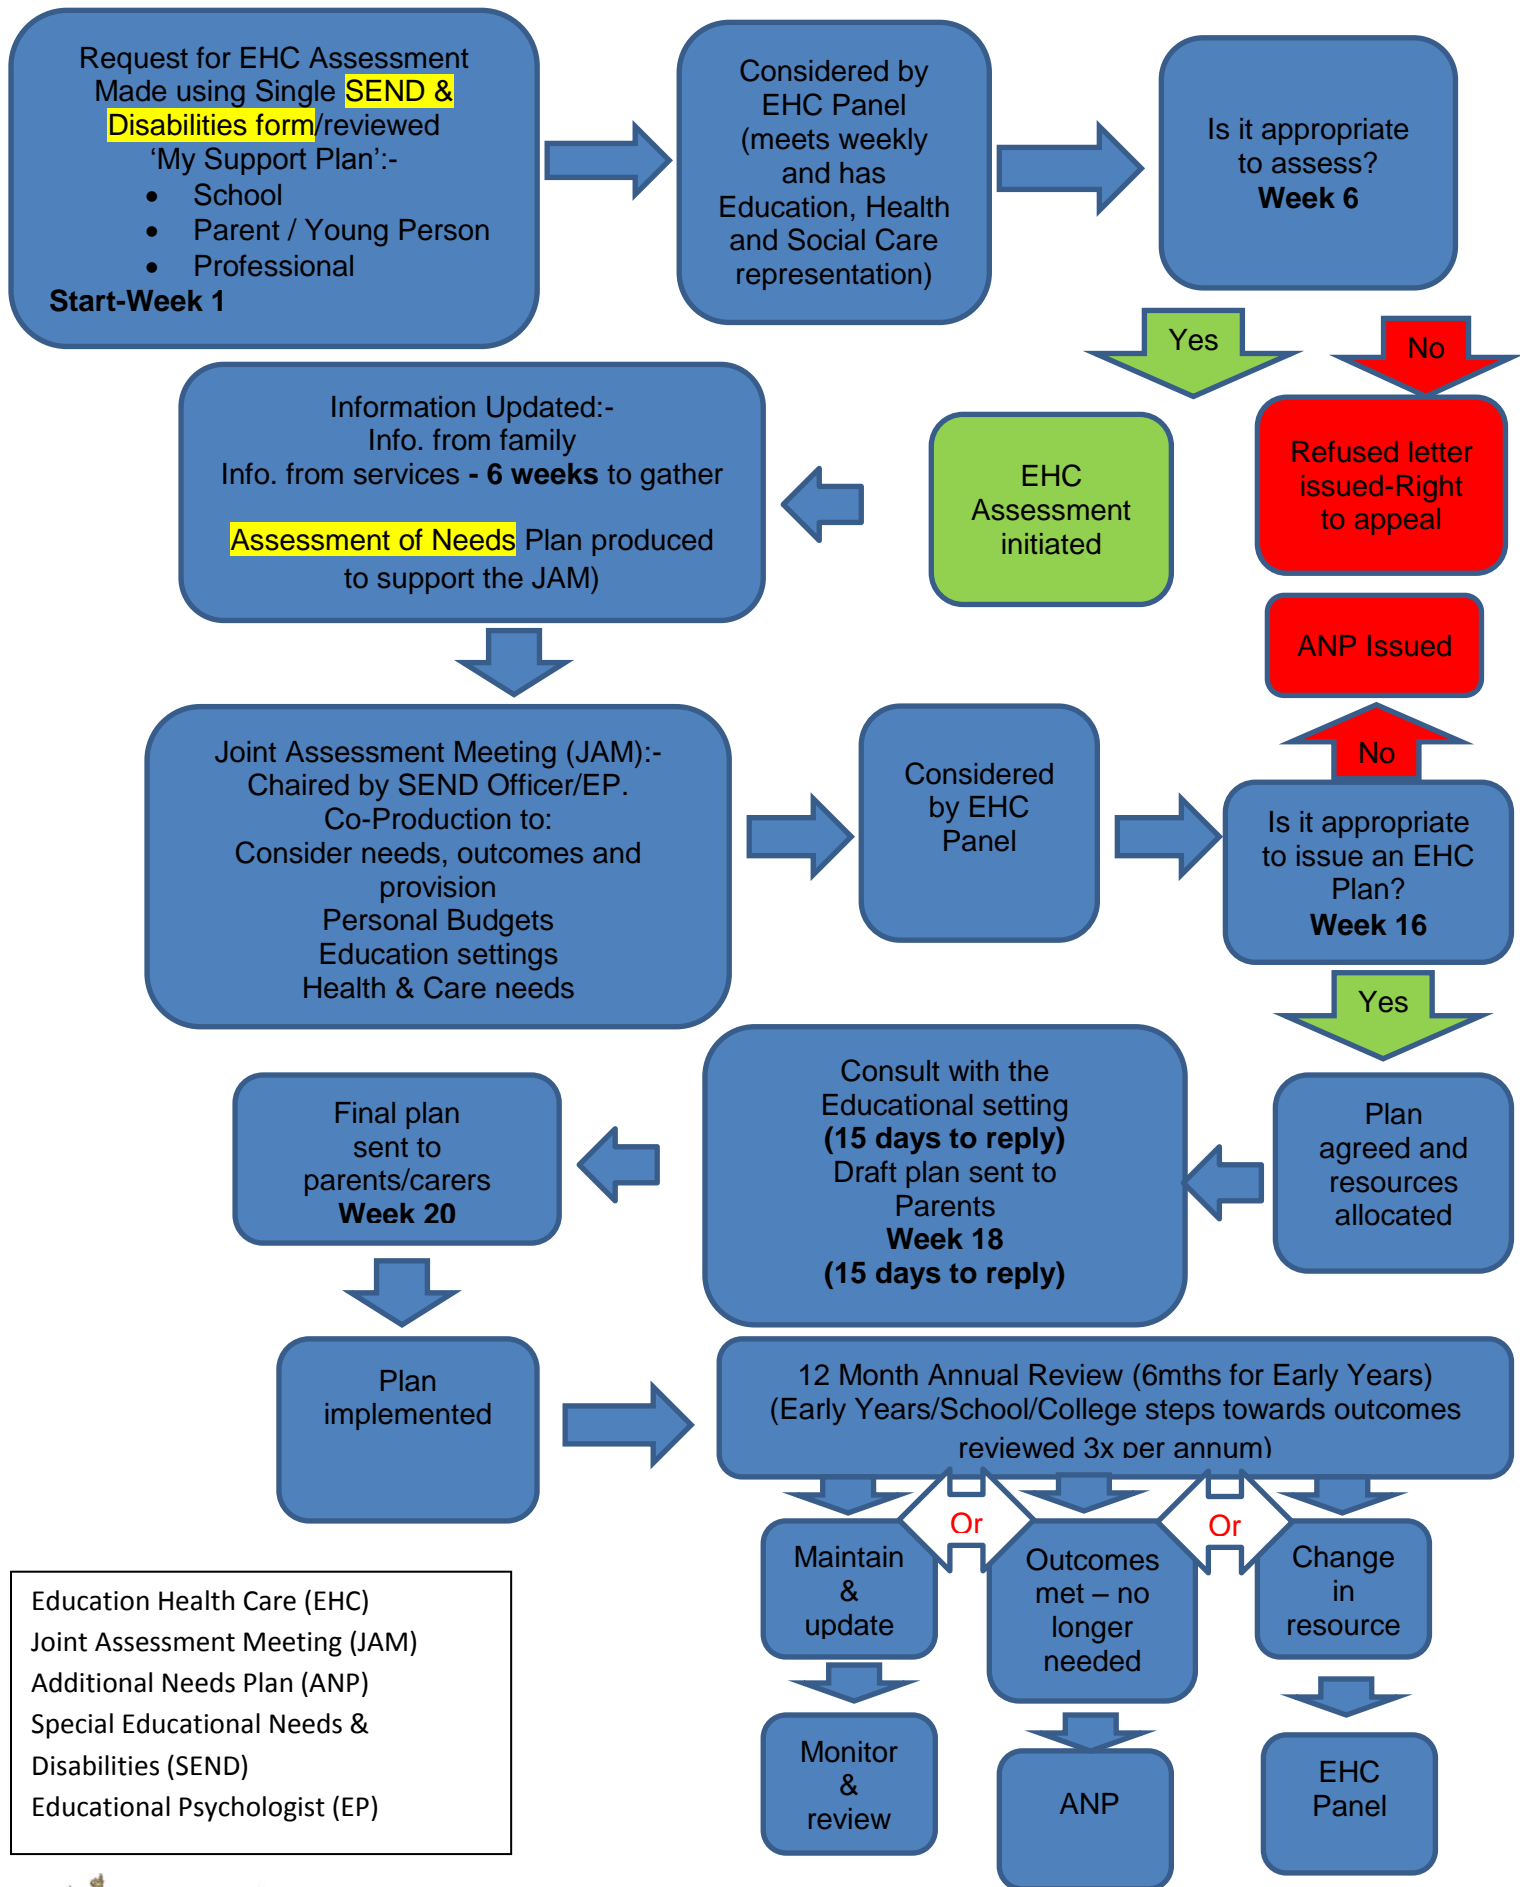 Request for EHC Assessment
Made using Single SEND &
Disabilities form/reviewed
‘My Support Plan’:-
• School
• Parent / Young Person
• Professional
Start-Week 1
Considered by
EHC Panel
(meets weekly
and has
Education, Health
and Social Care
representation)
Is it appropriate
to assess?
Week 6
Yes
No
Refused letter
issued-Right
to appeal
EHC
Assessment
initiated
Information Updated:-
Info. from family
Info. from services - 6 weeks to gather
Assessment of Needs Plan produced
to support the JAM)
ANP Issued
No
Joint Assessment Meeting (JAM):-
Chaired by SEND Officer/EP.
Co-Production to:
Consider needs, outcomes and
provision
Personal Budgets
Education settings
Health & Care needs
Considered
by EHC
Panel
Is it appropriate
to issue an EHC
Plan?
Week 16
Yes
Plan
agreed and
resources
allocated
Consult with the
Educational setting
(15 days to reply)
Draft plan sent to
Parents
Week 18
(15 days to reply)
Final plan
sent to
parents/carers
Week 20
Plan
implemented
12 Month Annual Review (6mths for Early Years)
(Early Years/School/College steps towards outcomes
reviewed 3x per annum)
Or
Or
Maintain
&
update
Outcomes
met – no
longer
needed
Change
in
resource
Monitor
&
review
ANP
EHC
Panel
Education Health Care (EHC)
Joint Assessment Meeting (JAM)
Additional Needs Plan (ANP)
Special Educational Needs &
Disabilities (SEND)
Educational Psychologist (EP)